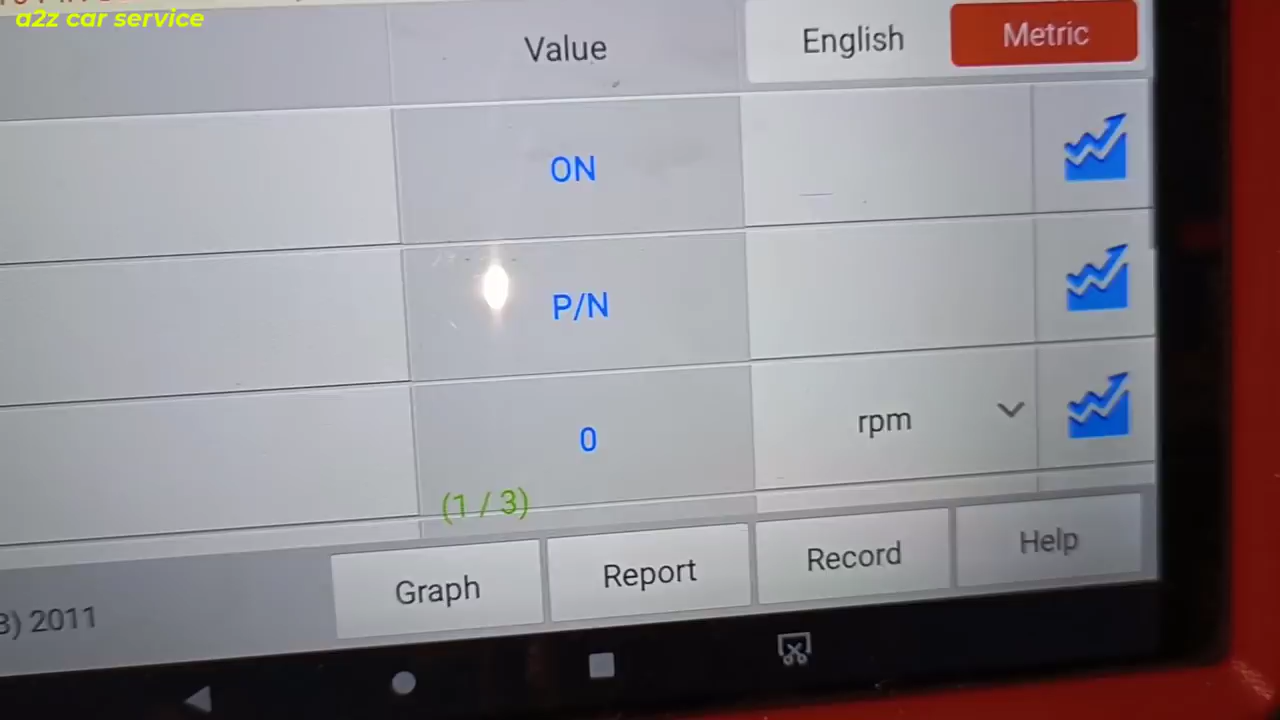 a2z car service
Value
English
Metric
ON
P/N
0
rpm
(1 / 3)
Graph
Report
Record
Help
3) 2011